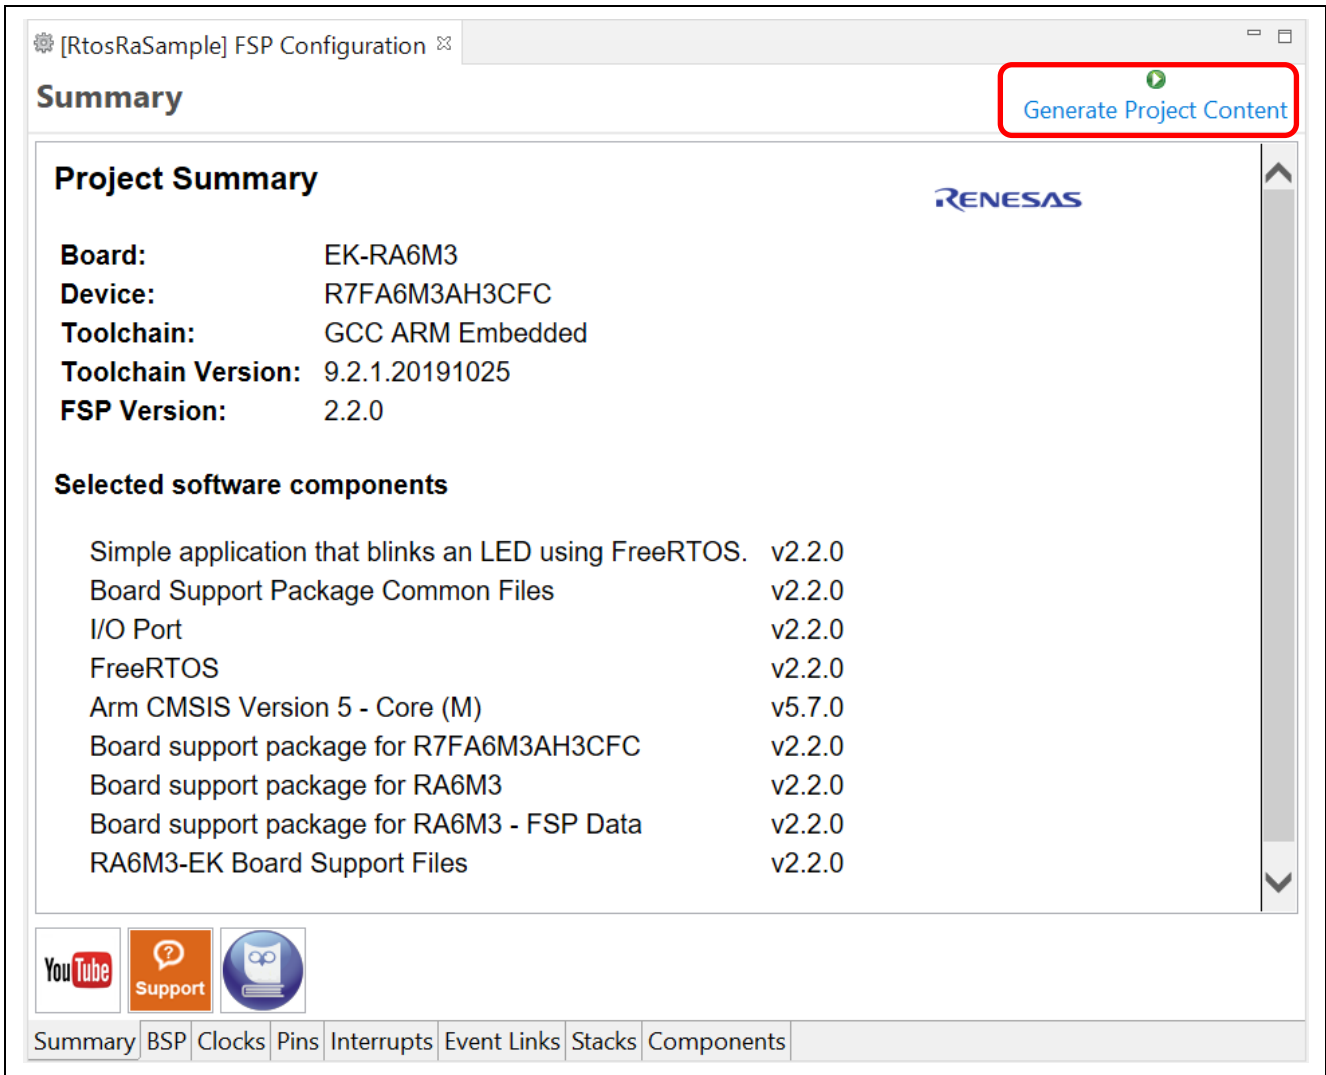 [RtosRaSample] FSP Configuration
Summary
Generate Project Content
Project Summary
RENESAS
Board: EK-RA6M3
Device: R7FA6M3AH3CFC
Toolchain: GCC ARM Embedded
Toolchain Version: 9.2.1.20191025
FSP Version: 2.2.0
Selected software components
Simple application that blinks an LED using FreeRTOS. v2.2.0
Board Support Package Common Files v2.2.0
I/O Port v2.2.0
FreeRTOS v2.2.0
Arm CMSIS Version 5 - Core (M) v5.7.0
Board support package for R7FA6M3AH3CFC v2.2.0
Board support package for RA6M3 v2.2.0
Board support package for RA6M3 - FSP Data v2.2.0
RA6M3-EK Board Support Files v2.2.0
YouTube
?
Support
Summary BSP Clocks Pins Interrupts Event Links Stacks Components